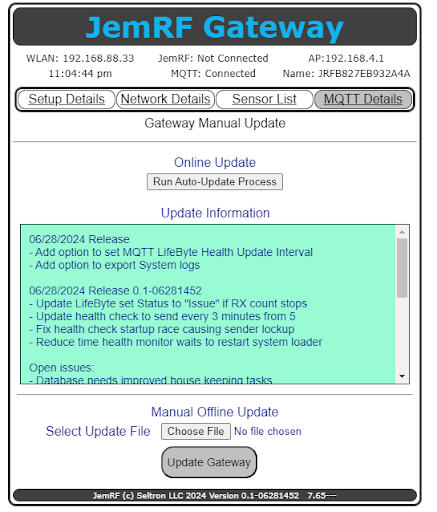 JemRF Gateway
WLAN: 192.168.88.33 JemRF: Not Connected AP:192.168.4.1
11:04:44 pm MQTT: Connected Name: JRFB827EB932A4A
Setup Details Network Details Sensor List MQTT Details
Gateway Manual Update
Online Update
Run Auto-Update Process
Update Information
06/28/2024 Release
- Add option to set MQTT LifeByte Health Update Interval
- Add option to export System logs
06/28/2024 Release 0.1-06281452
- Update LifeByte set Status to "Issue" if RX count stops
- Update health check to send every 3 minutes from 5
- Fix health check startup race causing sender lockup
- Reduce time health monitor waits to restart system loader
Open issues:
- Database needs improved house keeping tasks
Manual Offline Update
Select Update File Choose File No file chosen
Update Gateway
JemRF (c) Seltron LLC 2024 Version 0.1-06281452 7.65---